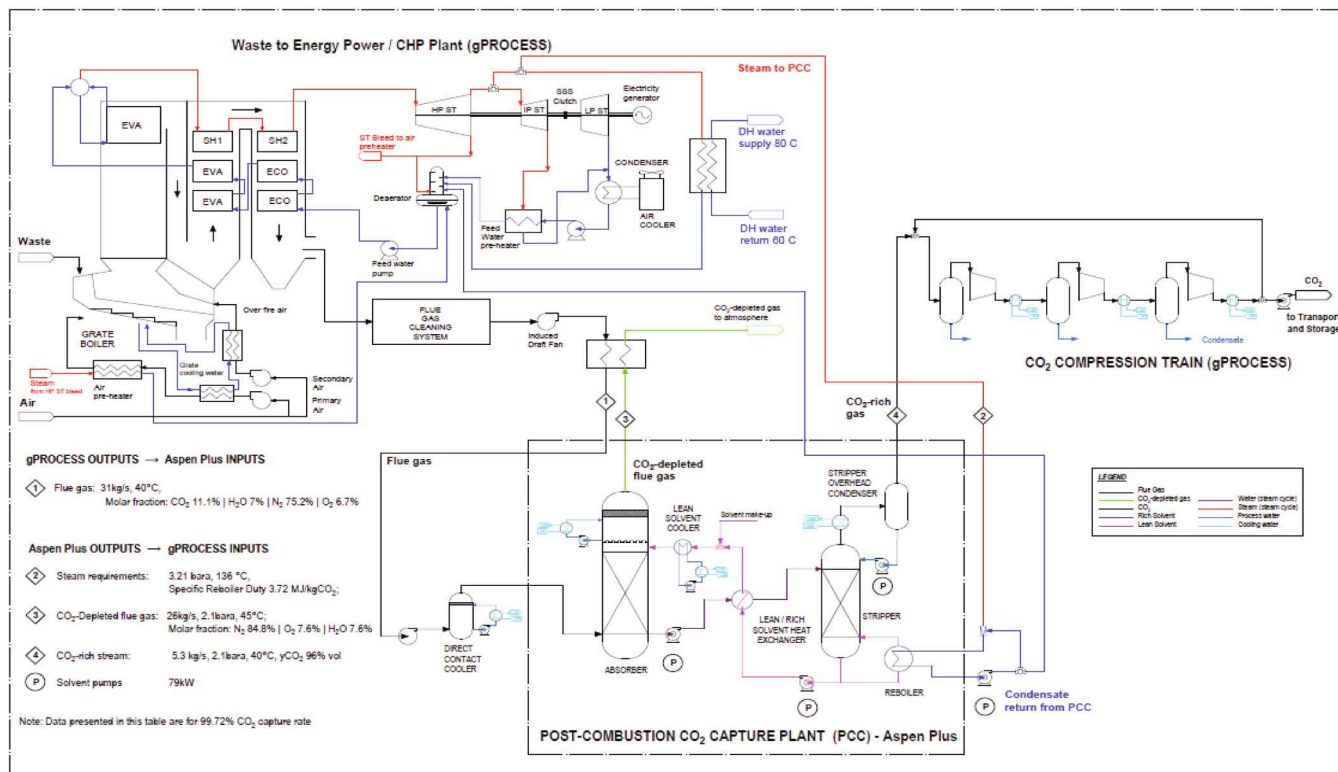 Waste to Energy Power / CHP Plant (gPROCESS)
Steam to PCC
SSS
Clutch
Electricity
generator
HP ST
IP ST
LP ST
EVA
SH1
SH2
EVA
ECO
EVA
ECO
ST Bleed to air
preheater
Deaerator
CONDENSER
AIR
COOLER
Feed
Water
pre-heater
Feed water
pump
DH water
supply 80 C
DH water
return 60 C
Waste
Over fire air
GRATE
BOILER
Grate
cooling water
Steam
from HP ST bleed
Air
pre-heater
Secondary
Air
Primary
Air
Air
FLUE
GAS
CLEANING
SYSTEM
Induced
Draft Fan
CO₂-depleted gas
to atmosphere
CO₂
to Transport
and Storage
Condensate
CO₂ COMPRESSION TRAIN (gPROCESS)
1
3
4
2
CO₂-rich
gas
Flue gas
CO₂-depleted
flue gas
gPROCESS OUTPUTS → Aspen Plus INPUTS
1 Flue gas: 31kg/s, 40°C,
Molar fraction: CO₂ 11.1% | H₂O 7% | N₂ 75.2% | O₂ 6.7%
Aspen Plus OUTPUTS → gPROCESS INPUTS
2 Steam requirements: 3.21 bara, 136 °C,
Specific Reboiler Duty 3.72 MJ/kgCO₂;
3 CO₂-Depleted flue gas: 26kg/s, 2.1bara, 45°C;
Molar fraction: N₂ 84.8% | O₂ 7.6% | H₂O 7.6%
4 CO₂-rich stream: 5.3 kg/s, 2.1bara, 40°C, yCO₂ 96% vol
P Solvent pumps 79kW
Note: Data presented in this table are for 99.72% CO₂ capture rate
LEGEND
Flue Gas
CO₂-depleted gas
CO₂
Rich Solvent
Lean Solvent
Water (steam cycle)
Steam (steam cycle)
Process water
Cooling water
STRIPPER
OVERHEAD
CONDENSER
LEAN
SOLVENT
COOLER
Solvent make-up
P
STRIPPER
LEAN / RICH
SOLVENT HEAT
EXCHANGER
DIRECT
CONTACT
COOLER
ABSORBER
P
P
REBOILER
P
Condensate
return from PCC
POST-COMBUSTION CO₂ CAPTURE PLANT (PCC) - Aspen Plus